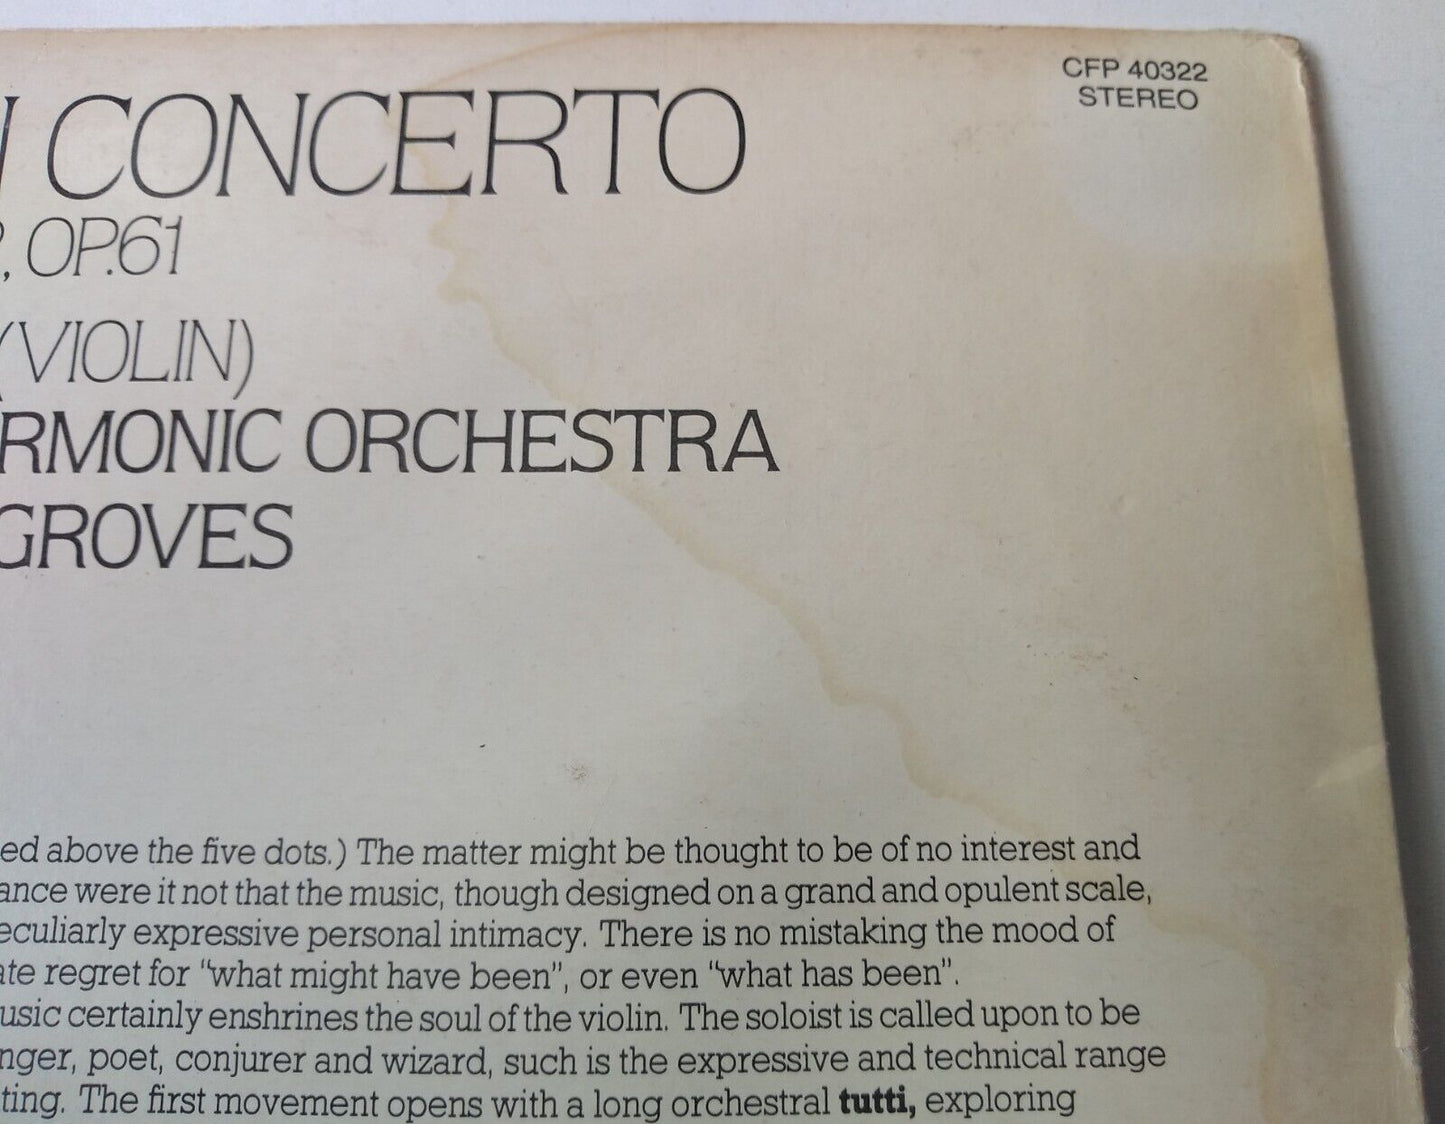 CFP 40322
STEREO
CONCERTO
, OP.61
(VIOLIN)
RMONIC ORCHESTRA
GROVES
ed above the five dots.) The matter might be thought to be of no interest and
ance were it not that the music, though designed on a grand and opulent scale,
eculiarly expressive personal intimacy. There is no mistaking the mood of
ate regret for "what might have been", or even "what has been".
usic certainly enshrines the soul of the violin. The soloist is called upon to be
nger, poet, conjurer and wizard, such is the expressive and technical range
ting. The first movement opens with a long orchestral tutti, exploring